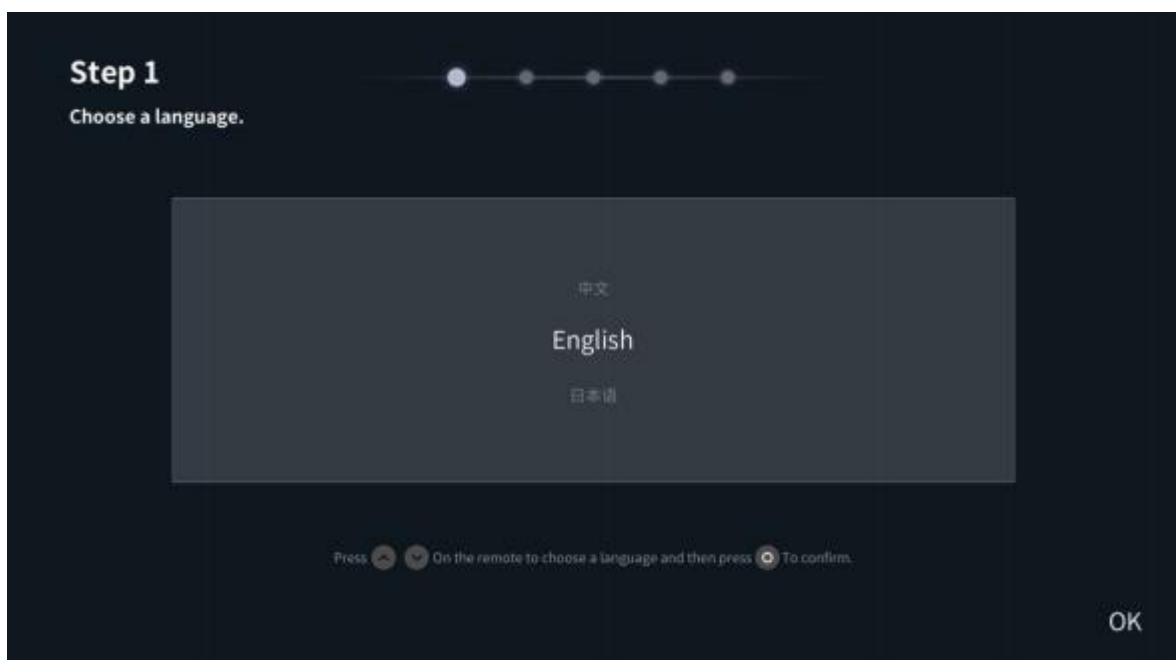 Step 1
Choose a language.
中文
English
日本语
Press On the remote to choose a language and then press To confirm.
OK